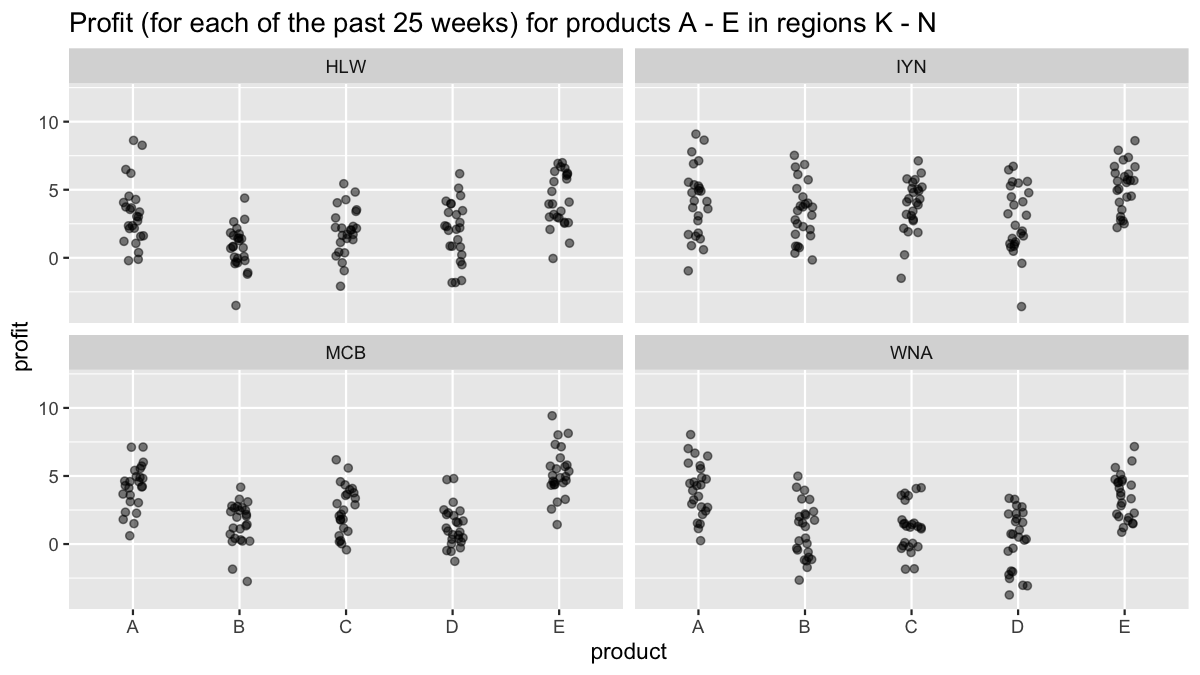 Profit (for each of the past 25 weeks) for products A - E in regions K - N
HLW
IYN
10
5
0
MCB
WNA
10
5
0
profit
A B C D E A B C D E
product